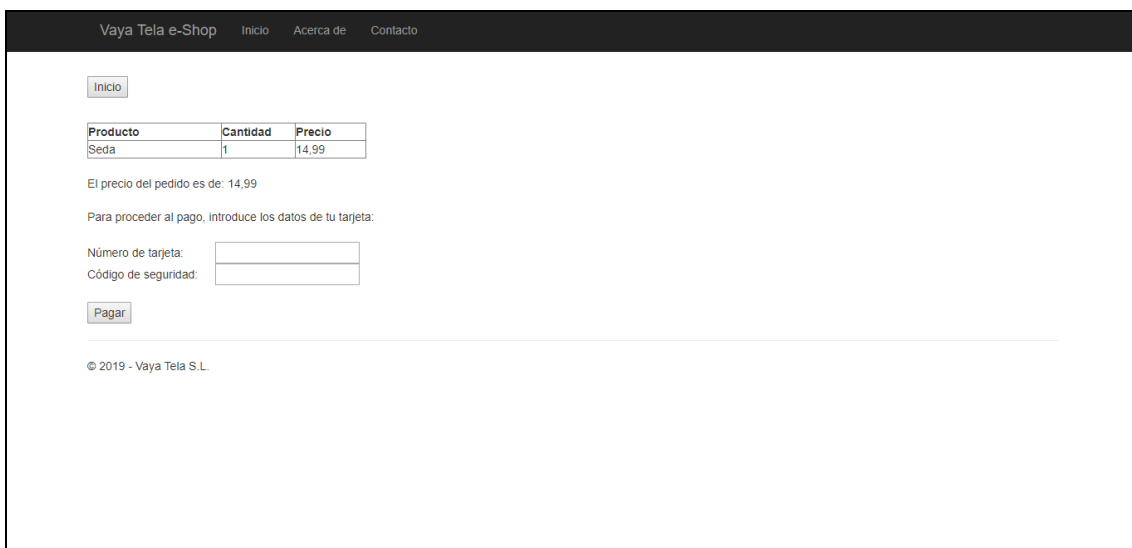 Vaya Tela e-Shop Inicio Acerca de Contacto
Inicio
Producto Cantidad Precio
Seda 1 14,99
El precio del pedido es de: 14,99
Para proceder al pago, introduce los datos de tu tarjeta:
Número de tarjeta:
Código de seguridad:
Pagar
© 2019 - Vaya Tela S.L.